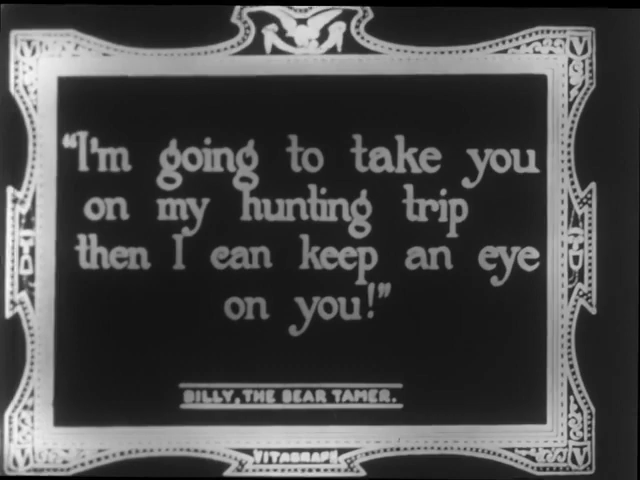 “I'm going to take you
on my hunting trip
then I can keep an eye
on you!”
BILLY, THE BEAR TAMER.
VITAGRAPH